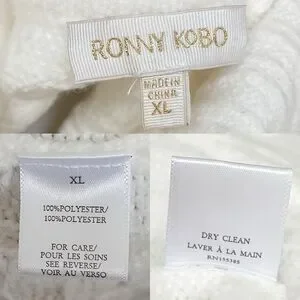 RONNY KOBO
MADE IN
CHINA
XL
XL
100%POLYESTER/
100%POLYESTER
FOR CARE/
POUR LES SOINS
SEE REVERSE/
VOIR AU VERSO
DRY CLEAN
LAVER À LA MAIN
RN155385